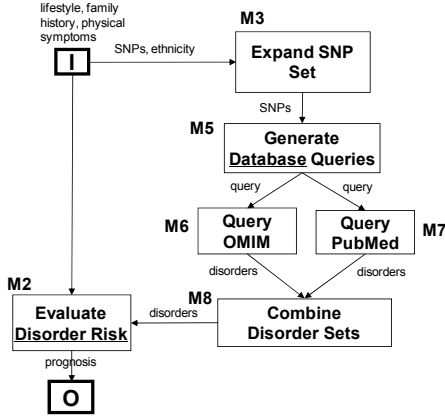 lifestyle, family
history, physical
symptoms
M3
I
SNPs, ethnicity
Expand SNP
Set
SNPs
M5
Generate
Database Queries
query
query
M6
Query
OMIM
Query
PubMed
M7
disorders
disorders
M2
M8
Evaluate
Disorder Risk
disorders
Combine
Disorder Sets
prognosis
O